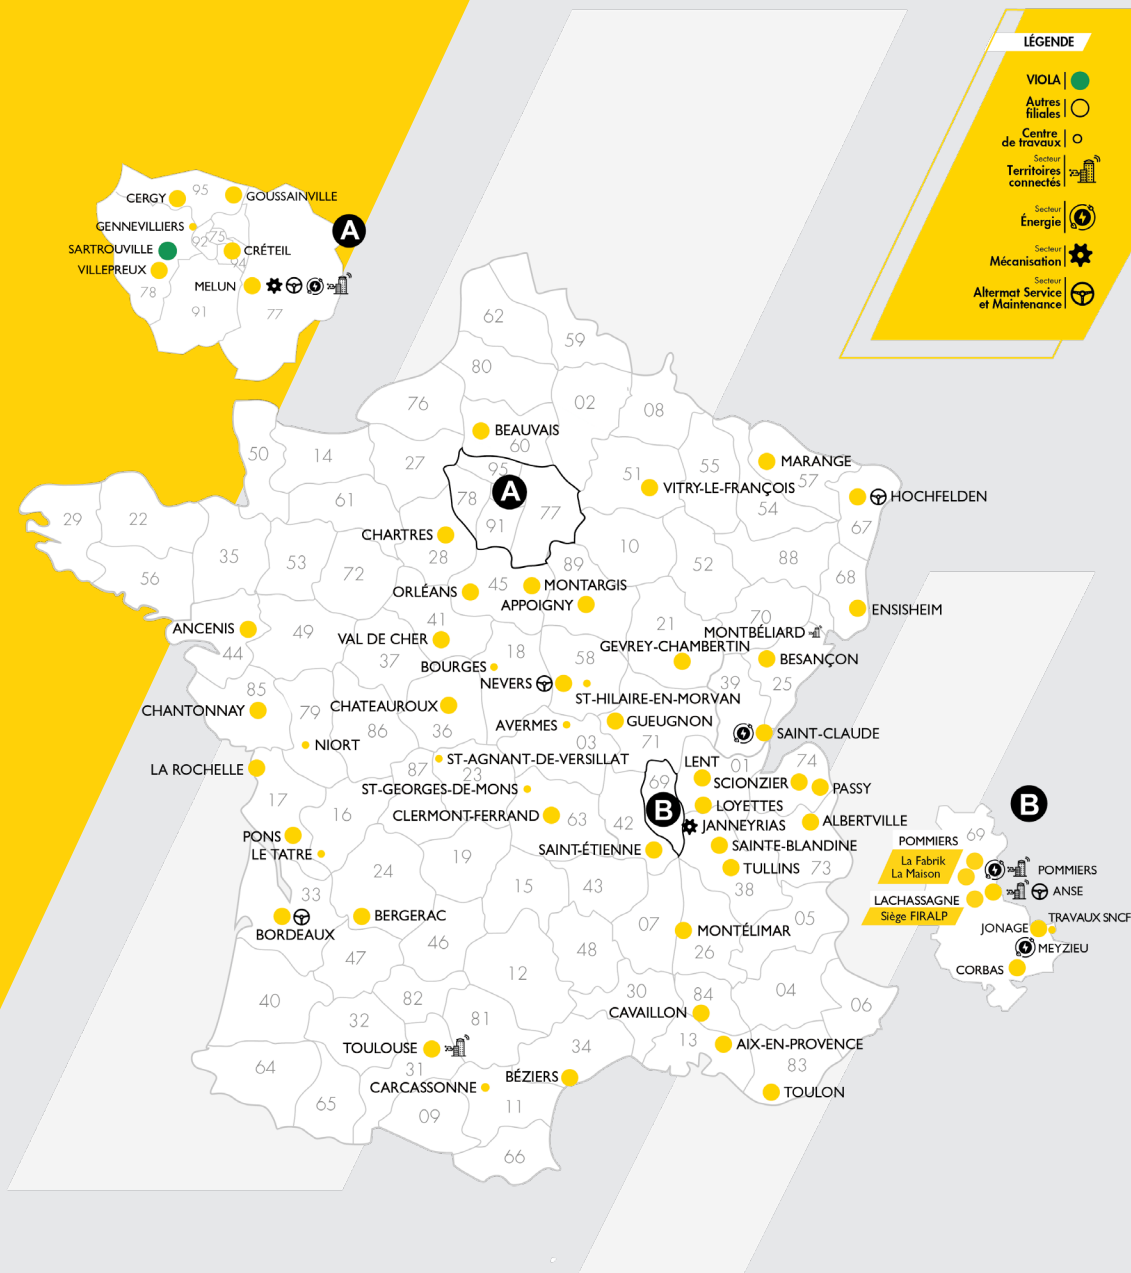 LÉGENDE
VIOLA
Autres
filiales
Centre
de travaux
Secteur
Territoires
connectés
Secteur
Énergie
Secteur
Mécanisation
Secteur
Altermat Service
et Maintenance
CERGY
95
GOUSSAINVILLE
GENNEVILLIERS
92
75
SARTROUVILLE
CRÉTEIL
94
VILLEPREUX
MELUN
78
91
77
A
62
59
80
76
02
08
BEAUVAIS
60
50
14
27
95
51
55
MARANGE
57
VITRY-LE-FRANÇOIS
HOCHFELDEN
A
78
77
91
61
54
67
29
22
CHARTRES
28
35
53
10
88
56
72
89
52
68
ORLÉANS
45
MONTARGIS
APPOIGNY
ENSISHEIM
ANCENIS
49
41
21
70
MONTBÉLIARD
VAL DE CHER
GEVREY-CHAMBERTIN
44
37
18
58
BESANÇON
BOURGES
NEVERS
39
25
85
ST-HILAIRE-EN-MORVAN
CHANTONNAY
79
CHATEAUROUX
AVERMES
GUEUGNON
86
36
SAINT-CLAUDE
NIORT
03
71
ST-AGNANT-DE-VERSILLAT
LENT
01
74
LA ROCHELLE
87
23
69
SCIONZIER
PASSY
ST-GEORGES-DE-MONS
17
16
LOYETTES
B
CLERMONT-FERRAND
63
42
JANNEYRIAS
ALBERTVILLE
PONS
SAINTE-BLANDINE
LE TATRE
19
SAINT-ÉTIENNE
24
TULLINS
73
33
15
43
38
BERGERAC
05
BORDEAUX
07
MONTÉLIMAR
47
46
48
26
40
12
30
84
04
82
06
CAVAILLON
32
81
13
TOULOUSE
34
AIX-EN-PROVENCE
64
31
83
BÉZIERS
CARCASSONNE
TOULON
65
09
11
66
B
69
POMMIERS
La Fabrik
La Maison
POMMIERS
ANSE
LACHASSAGNE
Siège FIRALP
TRAVAUX SNCF
JONAGE
MEYZIEU
CORBAS